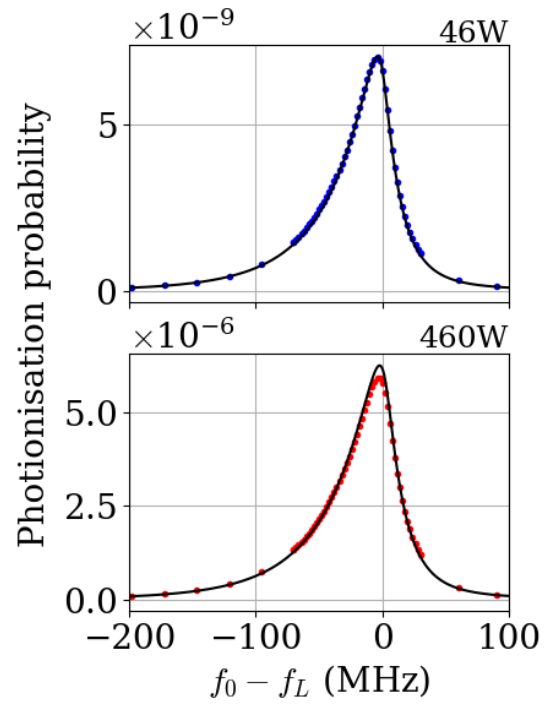 ×10⁻⁹ 46W
5
0
×10⁻⁶ 460W
5.0
2.5
0.0
−200 −100 0 100
f₀ − f_L (MHz)
Photionisation probability